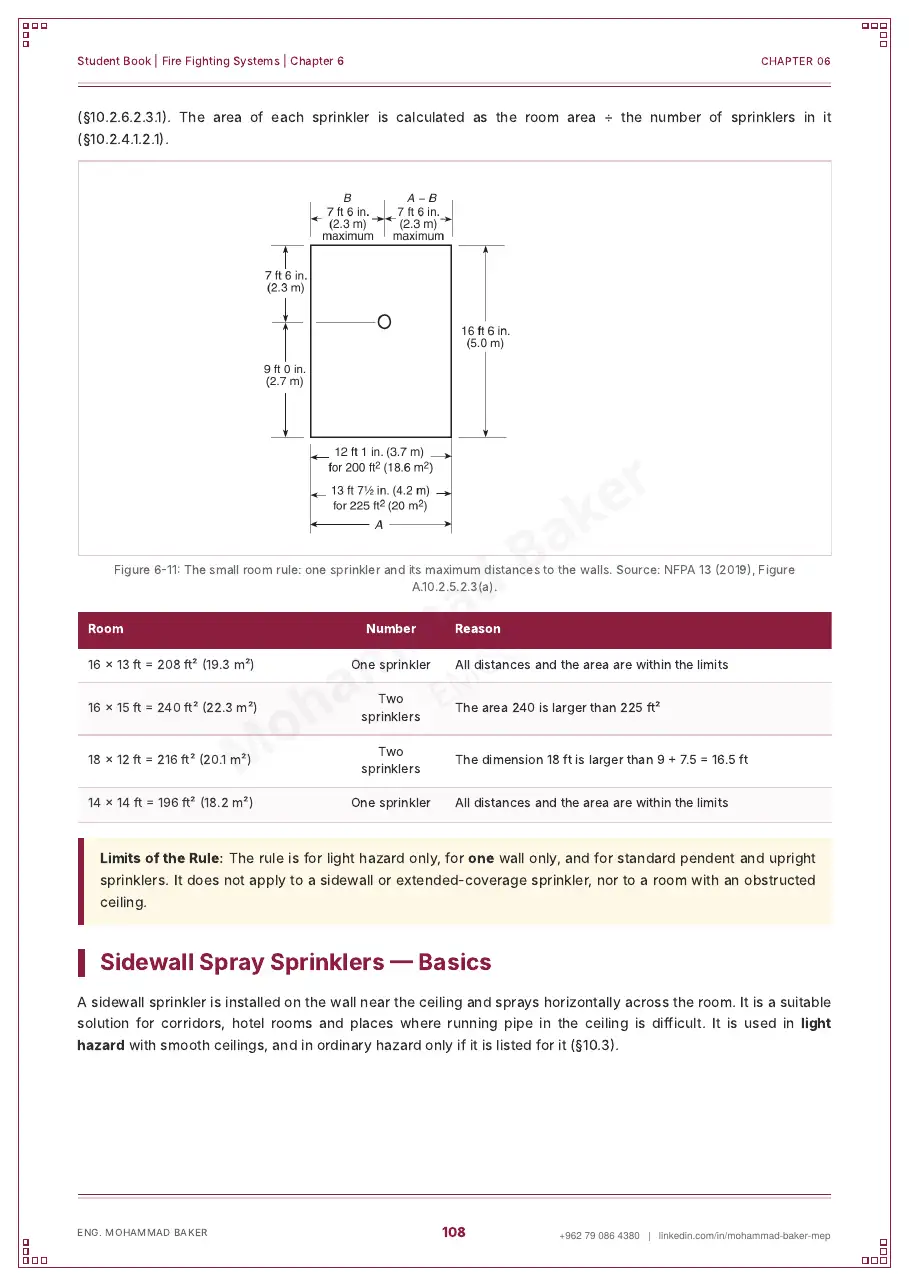 Student Book | Fire Fighting Systems | Chapter 6
CHAPTER 06
(§10.2.6.2.3.1). The area of each sprinkler is calculated as the room area ÷ the number of sprinklers in it
(§10.2.4.1.2.1).
B
A – B
7 ft 6 in.
(2.3 m)
maximum
7 ft 6 in.
(2.3 m)
maximum
7 ft 6 in.
(2.3 m)
16 ft 6 in.
(5.0 m)
9 ft 0 in.
(2.7 m)
12 ft 1 in. (3.7 m)
for 200 ft² (18.6 m²)
13 ft 7½ in. (4.2 m)
for 225 ft² (20 m²)
A
Figure 6-11: The small room rule: one sprinkler and its maximum distances to the walls. Source: NFPA 13 (2019), Figure
A.10.2.5.2.3(a).
Room Number Reason
16 × 13 ft = 208 ft² (19.3 m²) One sprinkler All distances and the area are within the limits
16 × 15 ft = 240 ft² (22.3 m²) Two sprinklers The area 240 is larger than 225 ft²
18 × 12 ft = 216 ft² (20.1 m²) Two sprinklers The dimension 18 ft is larger than 9 + 7.5 = 16.5 ft
14 × 14 ft = 196 ft² (18.2 m²) One sprinkler All distances and the area are within the limits
Limits of the Rule: The rule is for light hazard only, for one wall only, and for standard pendent and upright
sprinklers. It does not apply to a sidewall or extended-coverage sprinkler, nor to a room with an obstructed
ceiling.
Sidewall Spray Sprinklers — Basics
A sidewall sprinkler is installed on the wall near the ceiling and sprays horizontally across the room. It is a suitable
solution for corridors, hotel rooms and places where running pipe in the ceiling is difficult. It is used in light
hazard with smooth ceilings, and in ordinary hazard only if it is listed for it (§10.3).
ENG. MOHAMMAD BAKER
108
+962 79 086 4380 | linkedin.com/in/mohammad-baker-mep